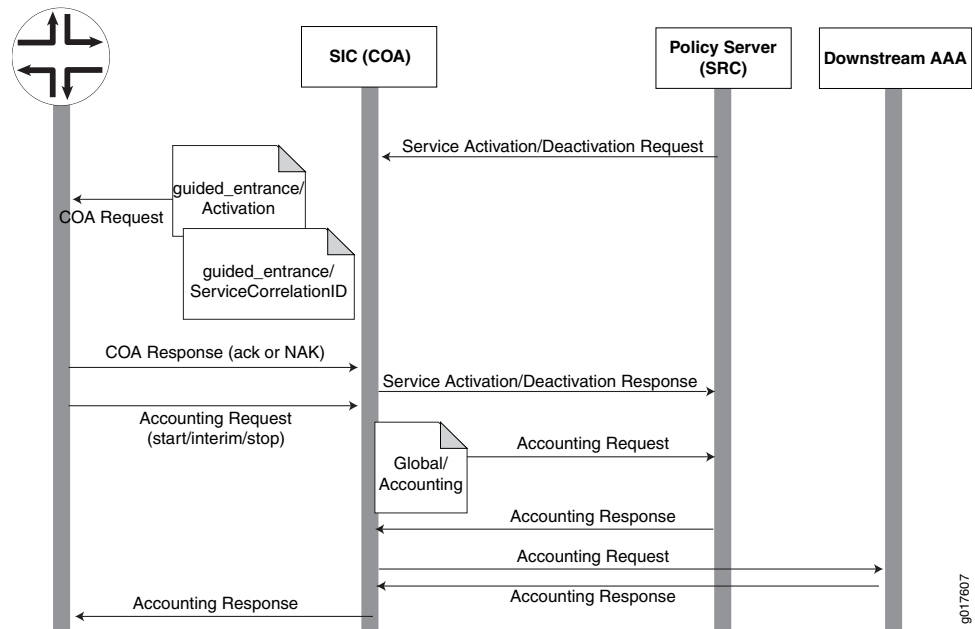 SIC (COA)
Policy Server
(SRC)
Downstream AAA
Service Activation/Deactivation Request
guided_entrance/
Activation
COA Request
guided_entrance/
ServiceCorrelationID
COA Response (ack or NAK)
Service Activation/Deactivation Response
Accounting Request
(start/interim/stop)
Accounting Request
Global/
Accounting
Accounting Response
Accounting Request
Accounting Response
Accounting Response
g017607